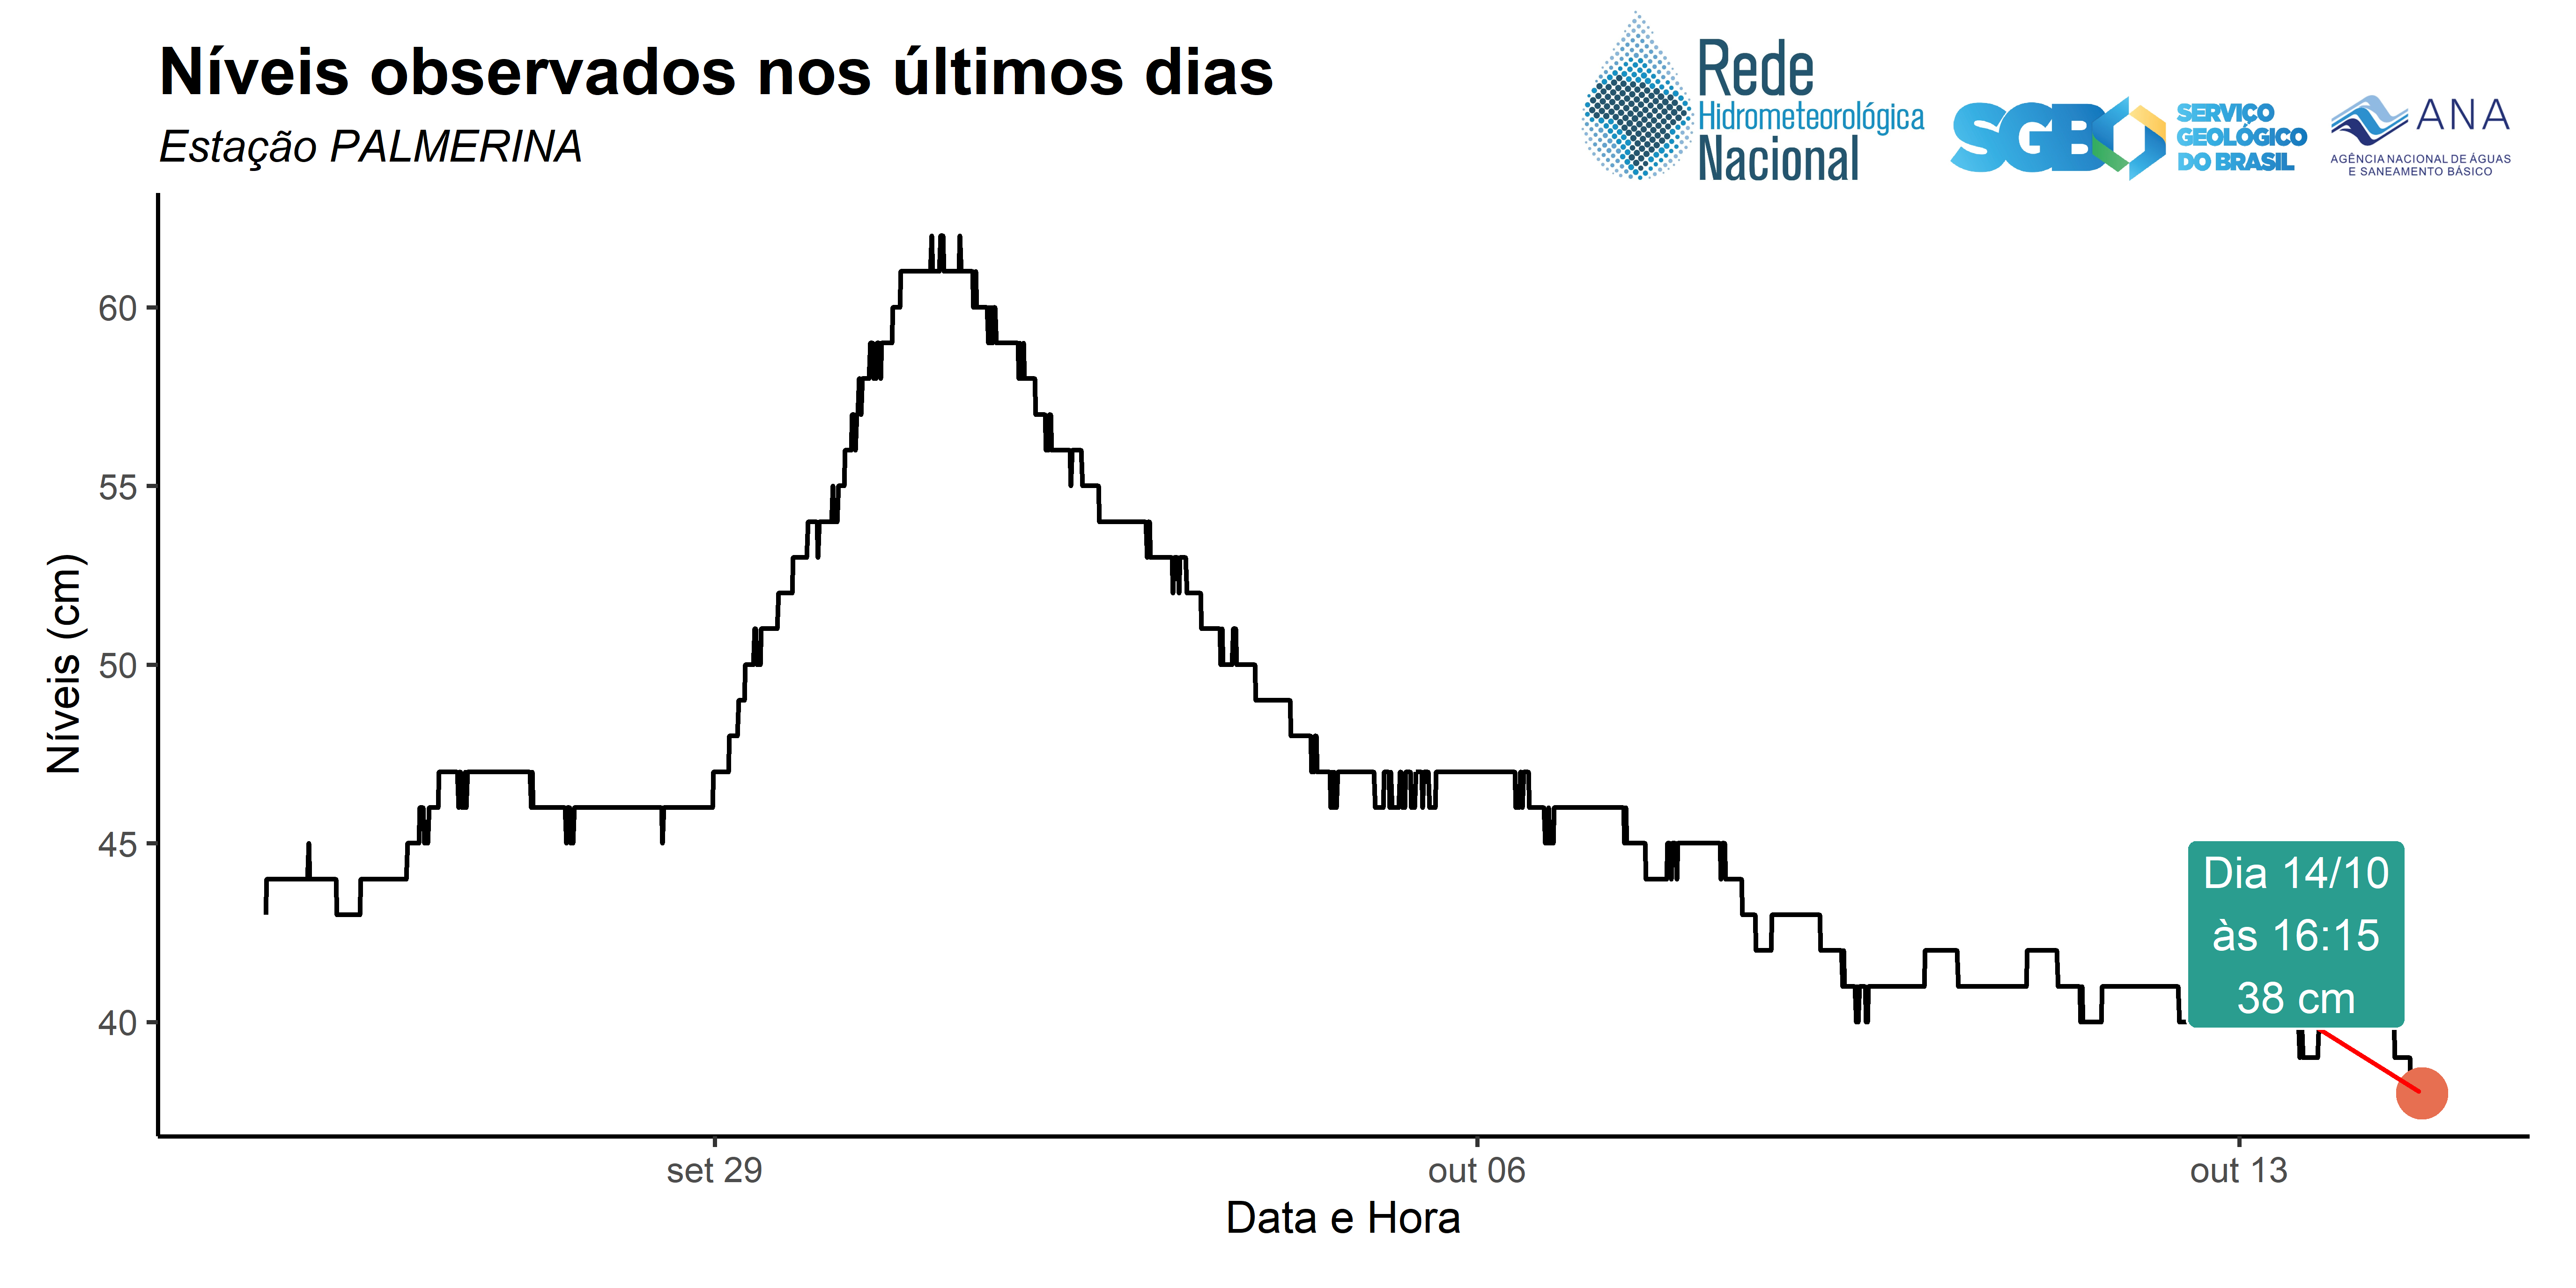 Níveis observados nos últimos dias
Estação PALMERINA
Rede
Hidrometeorológica
Nacional
SGB
SERVIÇO
GEOLÓGICO
DO BRASIL
ANA
AGÊNCIA NACIONAL DE ÁGUAS
E SANEAMENTO BÁSICO
Níveis (cm)
60
55
50
45
40
Dia 14/10
às 16:15
38 cm
set 29
out 06
out 13
Data e Hora